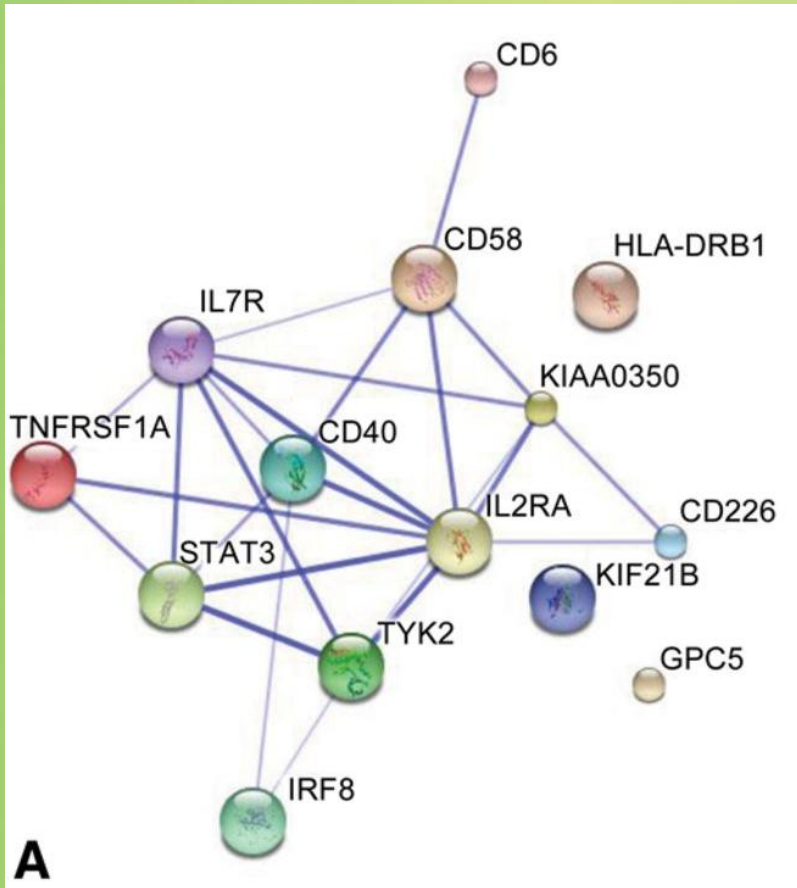 CD6
CD58
HLA-DRB1
IL7R
KIAA0350
TNFRSF1A
CD40
IL2RA
CD226
STAT3
KIF21B
TYK2
GPC5
IRF8
A